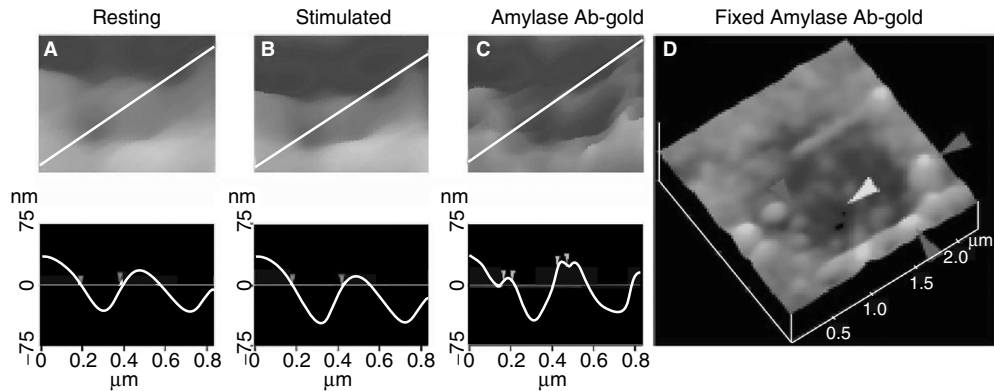 Resting
Stimulated
Amylase Ab-gold
Fixed Amylase Ab-gold
A
B
C
D
nm
nm
nm
75
0
−75
75
0
−75
75
0
−75
0 0.2 0.4 0.6 0.8
0 0.2 0.4 0.6 0.8
0 0.2 0.4 0.6 0.8
μm
μm
μm
0.5
1.0
1.5
2.0
μm